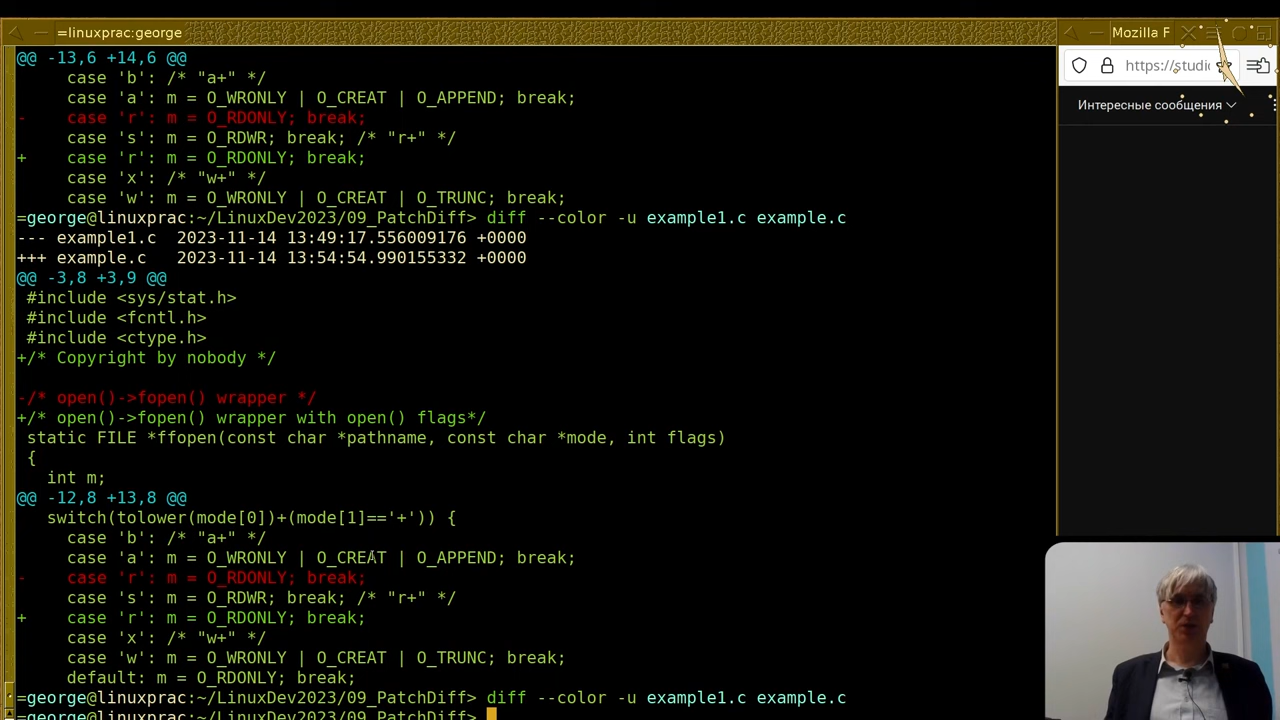 =linuxprac:george
@@ -13,6 +14,6 @@
     case 'b': /* "a+" */
     case 'a': m = O_WRONLY | O_CREAT | O_APPEND; break;
-    case 'r': m = O_RDONLY; break;
     case 's': m = O_RDWR; break; /* "r+" */
+    case 'r': m = O_RDONLY; break;
     case 'x': /* "w+" */
     case 'w': m = O_WRONLY | O_CREAT | O_TRUNC; break;
=george@linuxprac:~/LinuxDev2023/09_PatchDiff> diff --color -u example1.c example.c
--- example1.c  2023-11-14 13:49:17.556009176 +0000
+++ example.c   2023-11-14 13:54:54.990155332 +0000
@@ -3,8 +3,9 @@
 #include <sys/stat.h>
 #include <fcntl.h>
 #include <ctype.h>
+/* Copyright by nobody */
-/* open()->fopen() wrapper */
+/* open()->fopen() wrapper with open() flags*/
 static FILE *ffopen(const char *pathname, const char *mode, int flags)
 {
   int m;
@@ -12,8 +13,8 @@
   switch(tolower(mode[0])+(mode[1]=='+')) {
     case 'b': /* "a+" */
     case 'a': m = O_WRONLY | O_CREAT | O_APPEND; break;
-    case 'r': m = O_RDONLY; break;
     case 's': m = O_RDWR; break; /* "r+" */
+    case 'r': m = O_RDONLY; break;
     case 'x': /* "w+" */
     case 'w': m = O_WRONLY | O_CREAT | O_TRUNC; break;
     default: m = O_RDONLY; break;
=george@linuxprac:~/LinuxDev2023/09_PatchDiff> diff --color -u example1.c example.c
=george@linuxprac:~/LinuxDev2023/09_PatchDiff>
Mozilla F
https://studi
Интересные сообщения